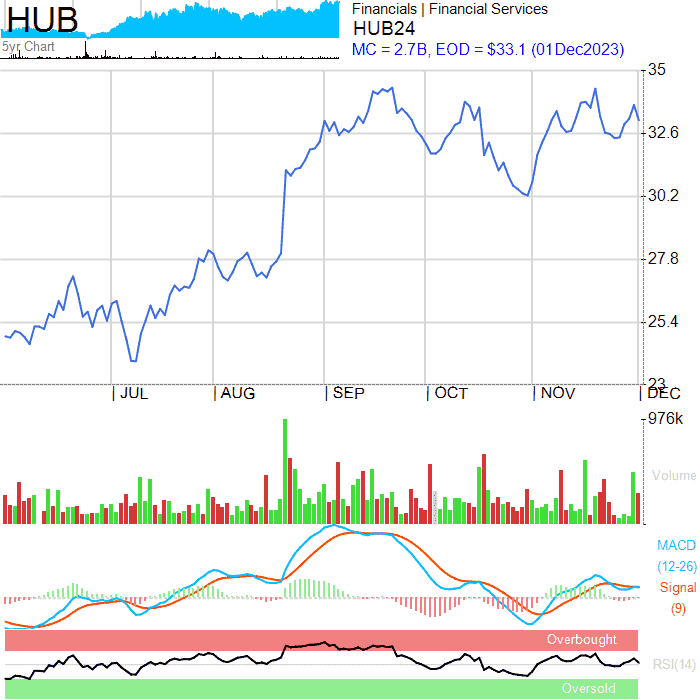 HUB
5yr Chart
Financials | Financial Services
HUB24
MC = 2.7B, EOD = $33.1 (01Dec2023)
35
32.6
30.2
27.8
25.4
23
| JUL | AUG | SEP | OCT | NOV | DEC
976k
Volume
MACD
(12-26)
Signal
(9)
Overbought
RSI(14)
Oversold